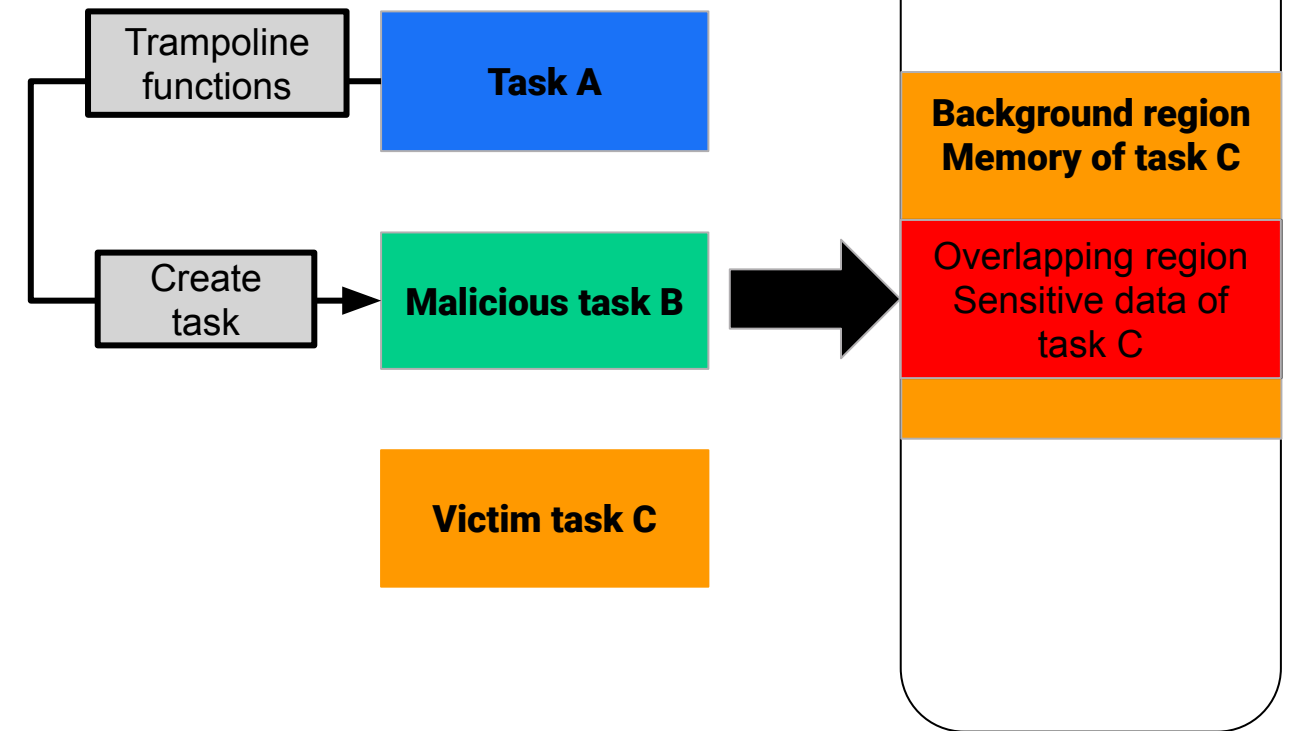 Trampoline
functions
Task A
Create
task
Malicious task B
Victim task C
Background region
Memory of task C
Overlapping region
Sensitive data of
task C